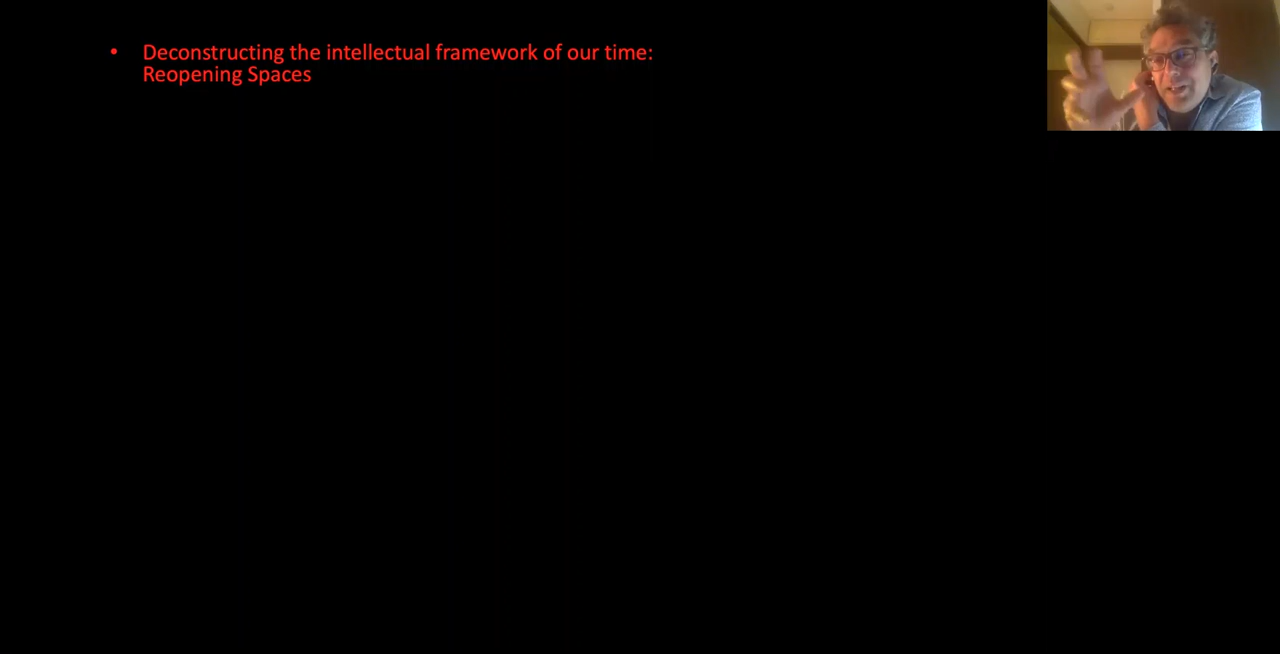 • Deconstructing the intellectual framework of our time:
Reopening Spaces